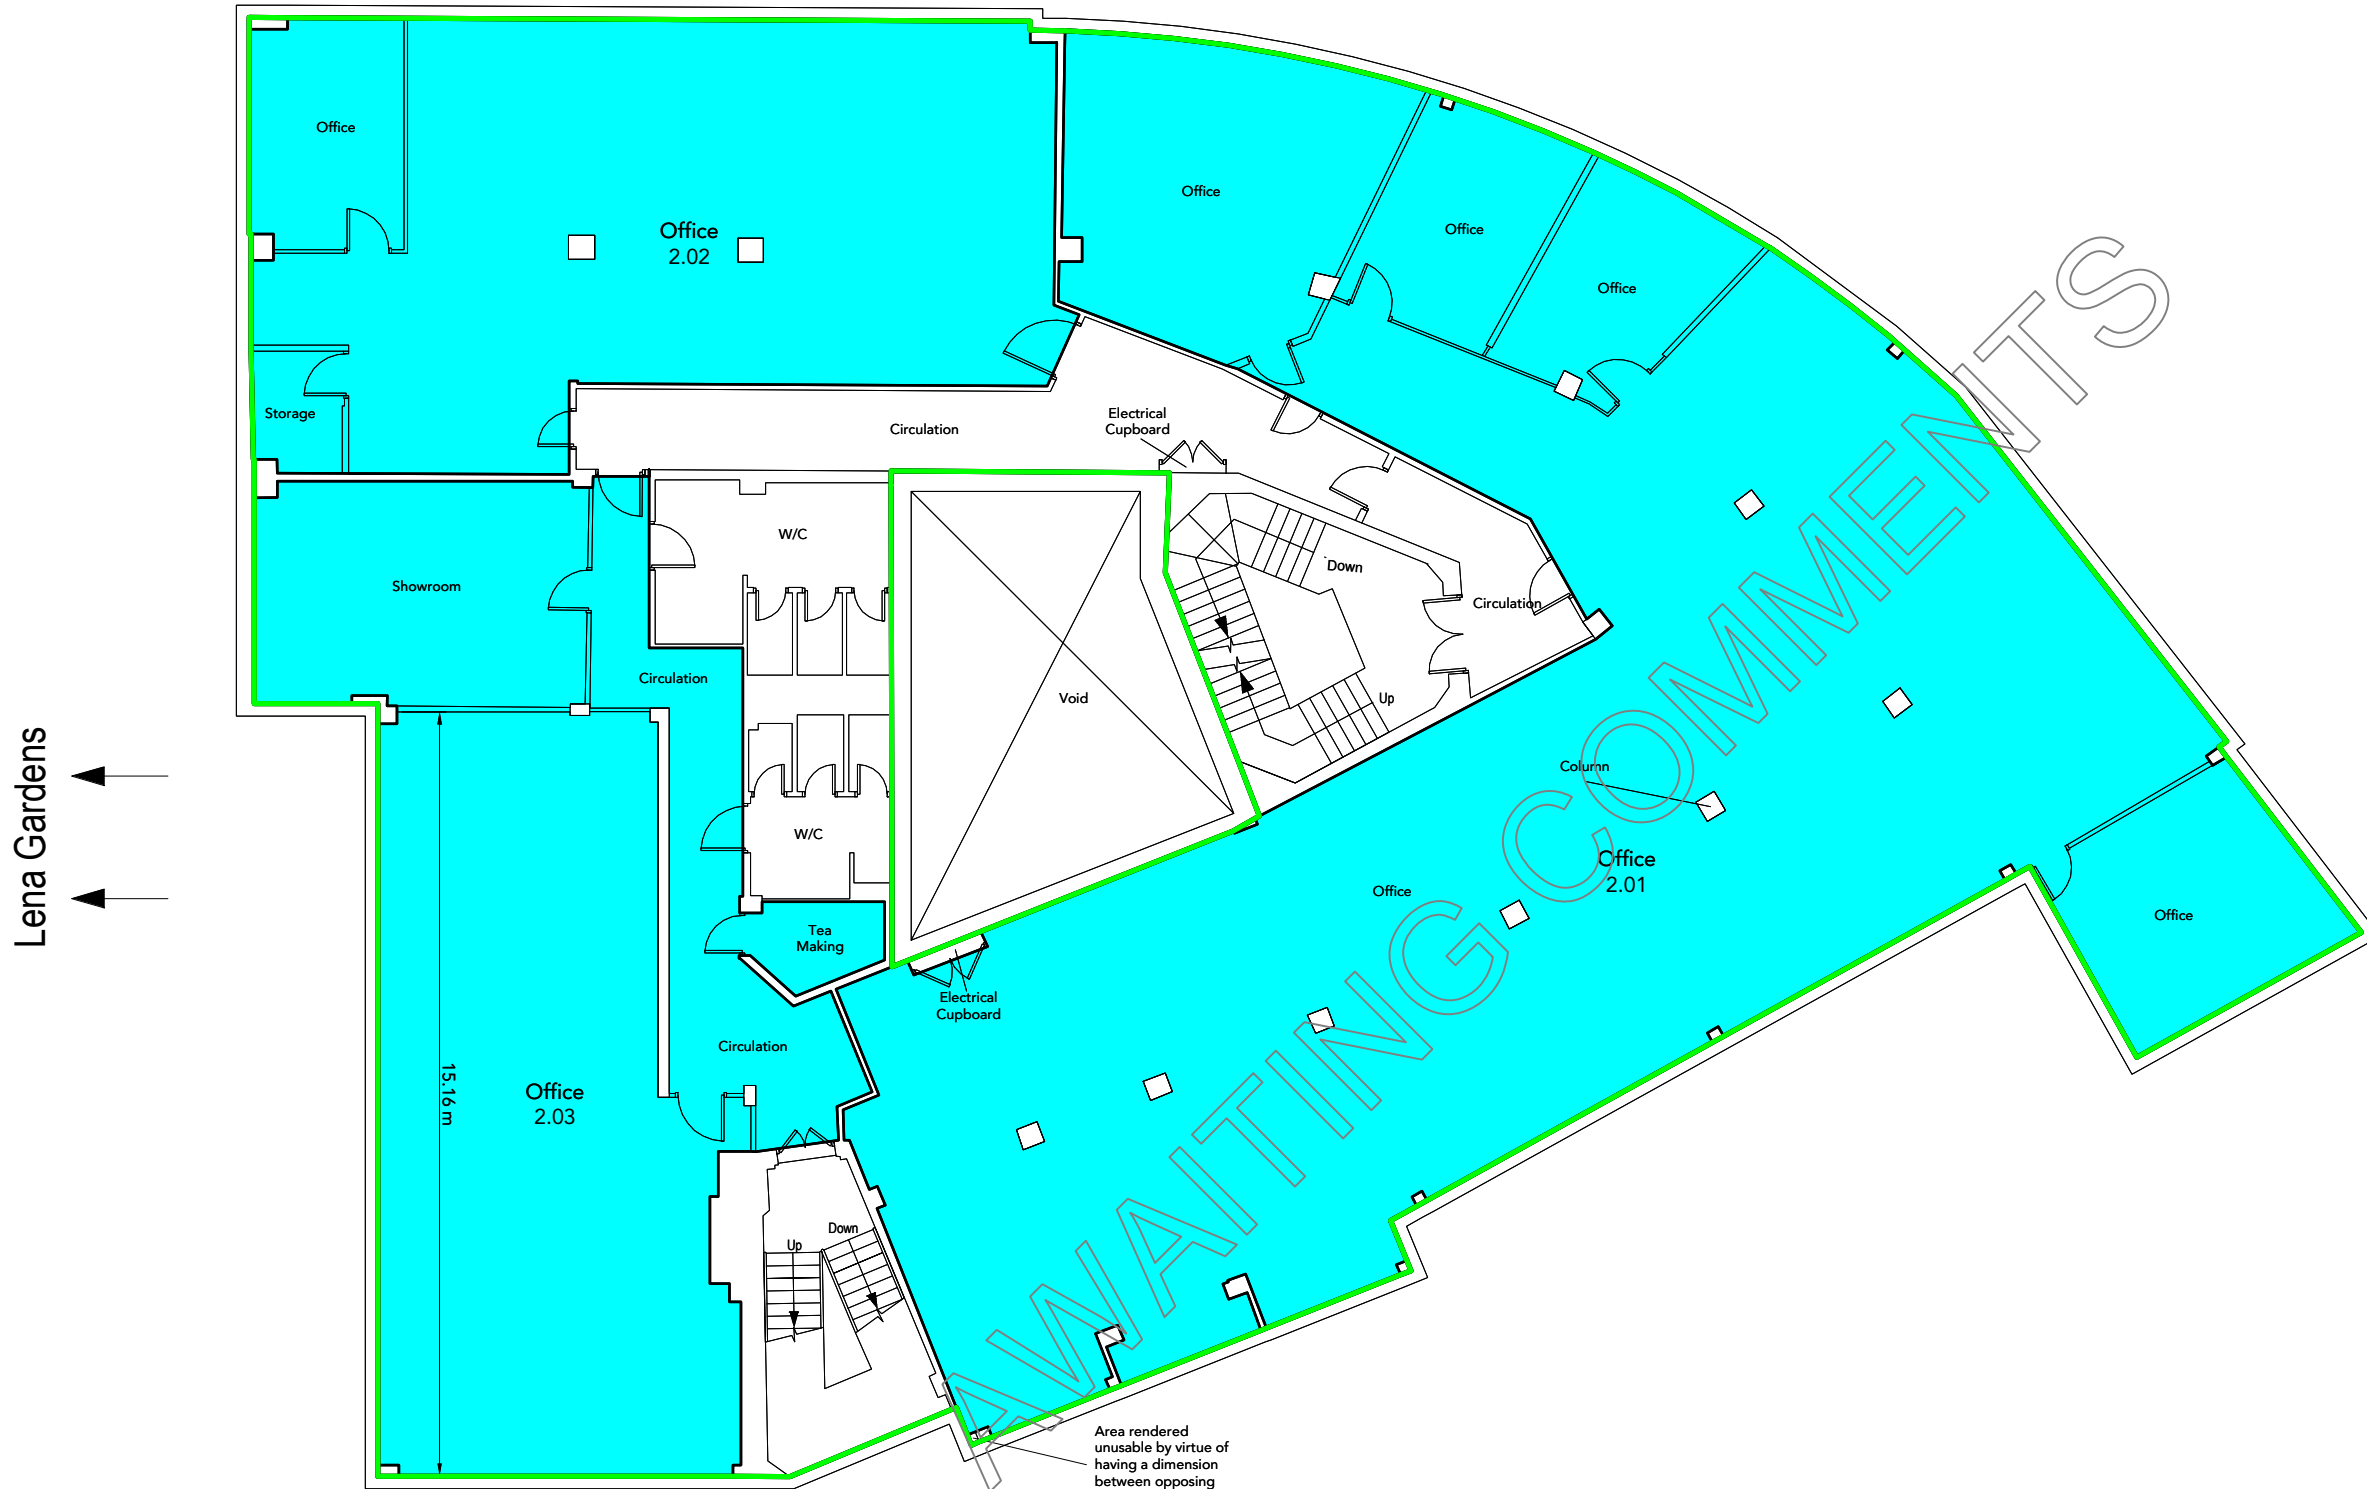 Office
Office
2.02
Office
Office
Office
Storage
Circulation
Electrical
Cupboard
W/C
Showroom
Down
Circulation
Circulation
Void
Up
Lena Gardens
Column
W/C
Office
2.01
Office
Office
Tea
Making
Electrical
Cupboard
Circulation
15.16 m
Office
2.03
Down
Up
AWAITING COMMENTS
Area rendered
unusable by virtue of
having a dimension
between opposing